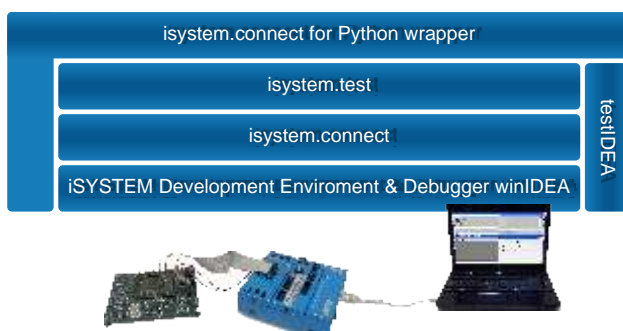 isystem.connect for Python wrapper
isystem.test
isystem.connect
iSYSTEM Development Enviroment & Debugger winIDEA
testIDEA